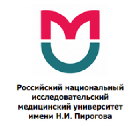 Российский национальный
исследовательский
медицинский университет
имени Н.И. Пирогова